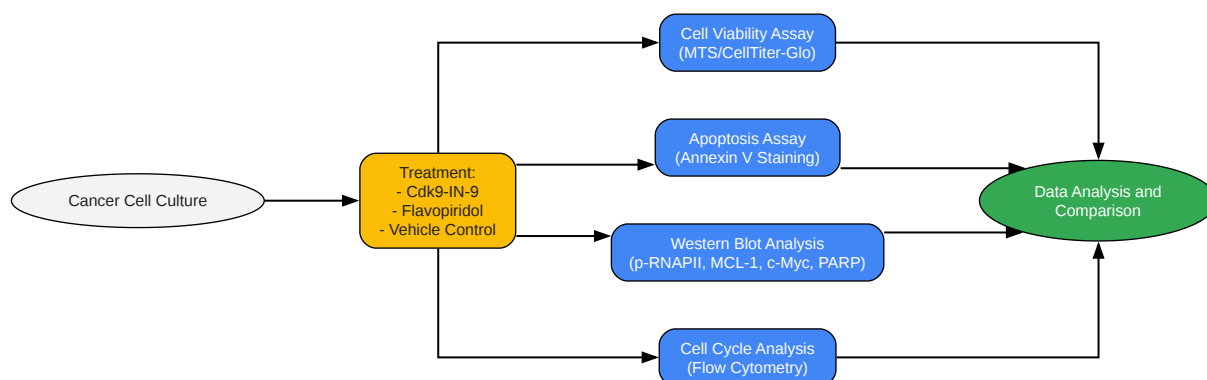 Cancer Cell Culture
Treatment:
- Cdk9-IN-9
- Flavopiridol
- Vehicle Control
Cell Viability Assay
(MTS/CellTiter-Glo)
Apoptosis Assay
(Annexin V Staining)
Western Blot Analysis
(p-RNAPII, MCL-1, c-Myc, PARP)
Cell Cycle Analysis
(Flow Cytometry)
Data Analysis and
Comparison